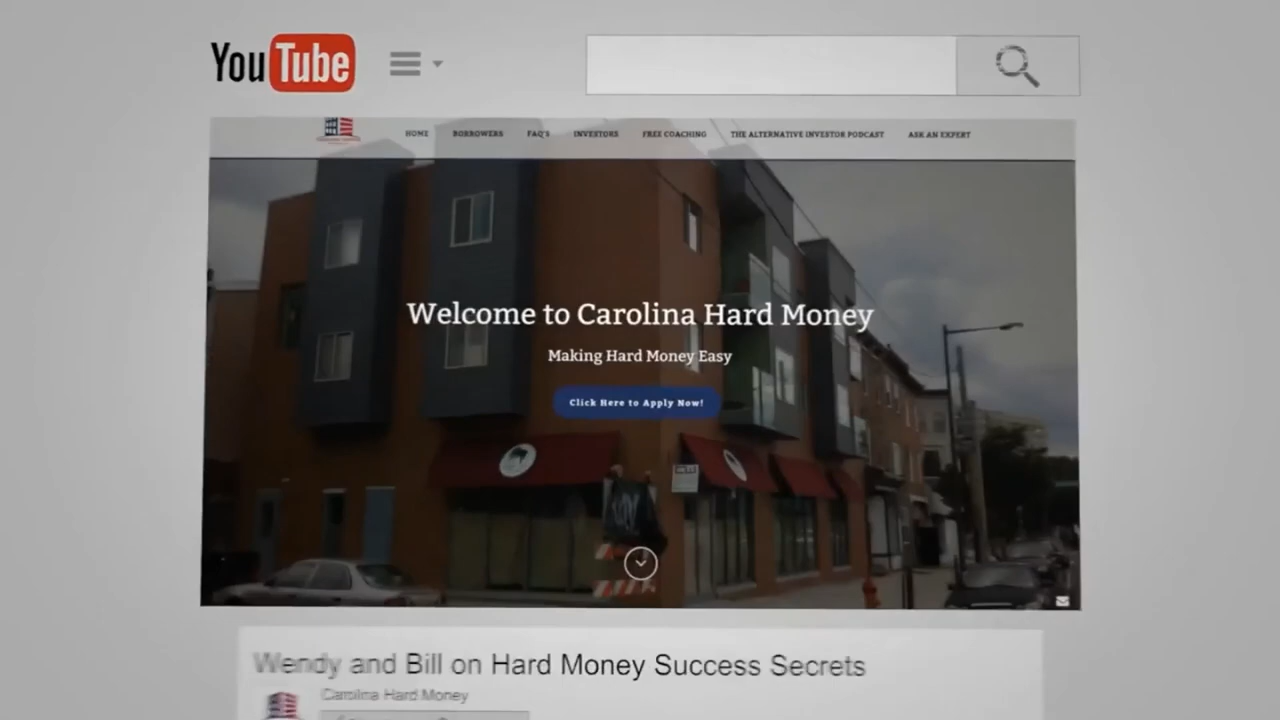 YouTube
HOME BORROWERS FAQ'S INVESTORS FREE COACHING THE ALTERNATIVE INVESTOR PODCAST ASK AN EXPERT
Welcome to Carolina Hard Money
Making Hard Money Easy
Click Here to Apply Now!
Wendy and Bill on Hard Money Success Secrets
Carolina Hard Money